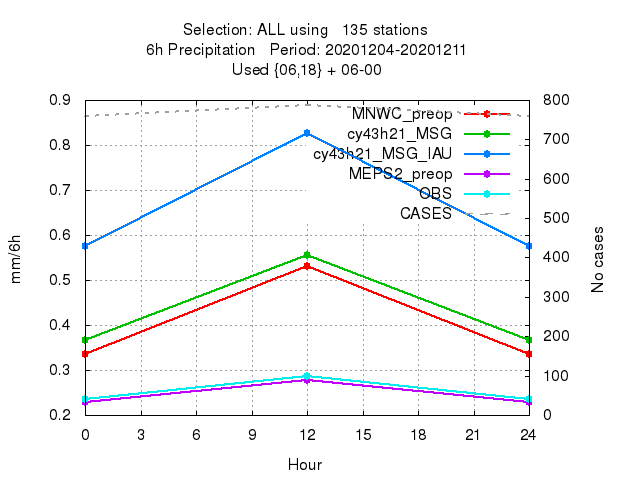 Selection: ALL using   135 stations
6h Precipitation   Period: 20201204-20201211
Used {06,18} + 06-00
0.9
0.8
0.7
0.6
0.5
0.4
0.3
0.2
mm/6h
MNWC_preop
cy43h21_MSG
cy43h21_MSG_IAU
MEPS2_preop
OBS
CASES
800
700
600
500
400
300
200
100
0
No cases
0 3 6 9 12 15 18 21 24
Hour